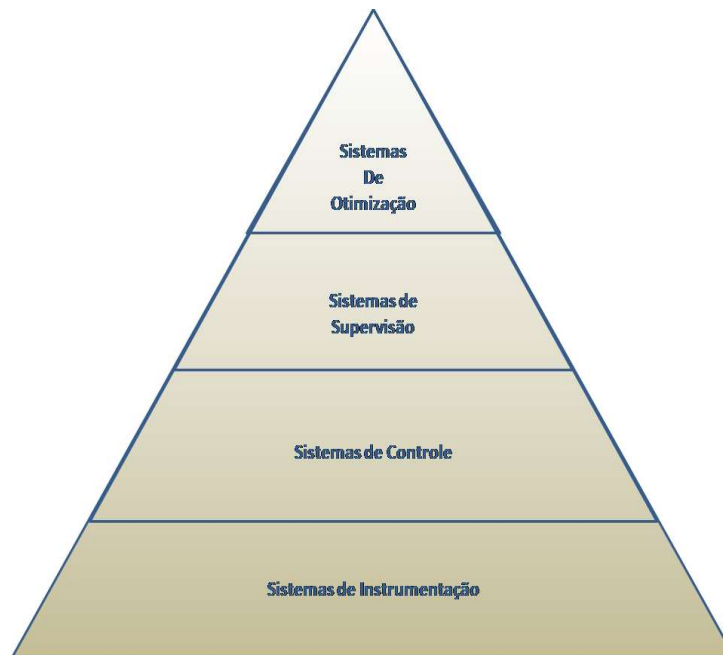 Sistemas
De
Otimização
Sistemas de
Supervisão
Sistemas de Controle
Sistemas de Instrumentação